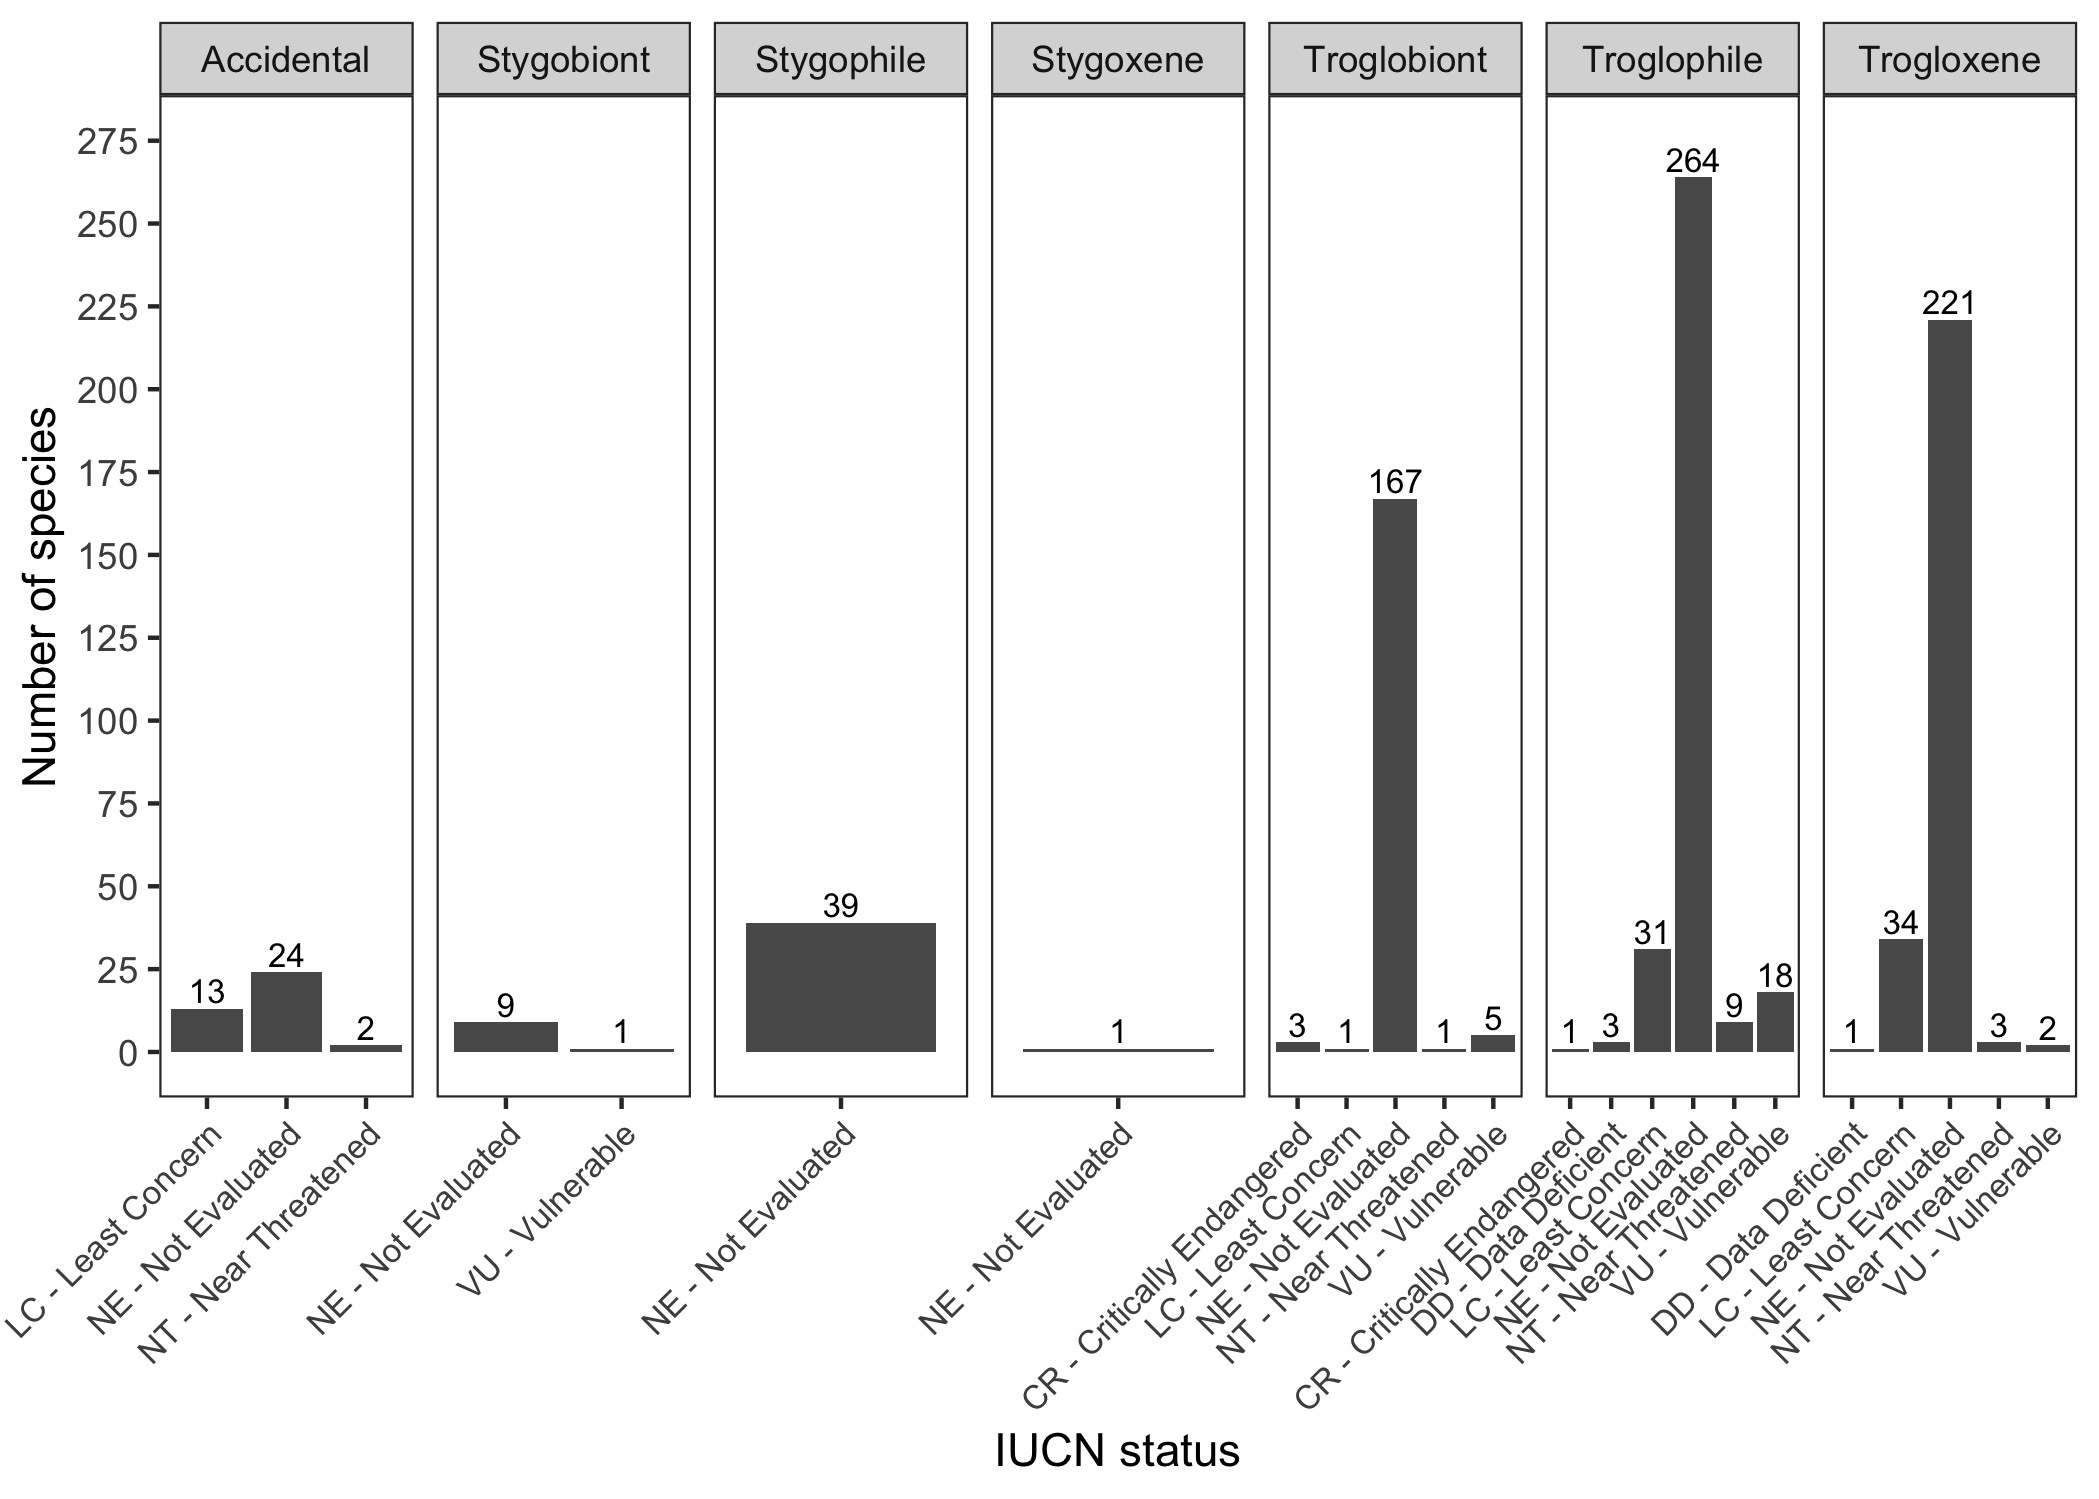 Accidental Stygobiont Stygophile Stygoxene Troglobiont Troglophile Trogloxene
Number of species
275
250
225
200
175
150
125
100
75
50
25
0
13 24 2
9 1
39
1
3 1 167 1 5
1 3 31 264 9 18
1 34 221 3 2
LC - Least Concern
NE - Not Evaluated
NT - Near Threatened
NE - Not Evaluated
VU - Vulnerable
NE - Not Evaluated
NE - Not Evaluated
CR - Critically Endangered
LC - Least Concern
NE - Not Evaluated
NT - Near Threatened
VU - Vulnerable
CR - Critically Endangered
DD - Data Deficient
LC - Least Concern
NE - Not Evaluated
NT - Near Threatened
VU - Vulnerable
DD - Data Deficient
LC - Least Concern
NE - Not Evaluated
NT - Near Threatened
VU - Vulnerable
IUCN status